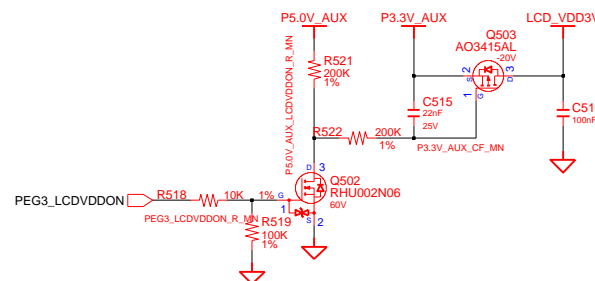 P5.0V_AUX
P3.3V_AUX
LCD_VDD3V
Q503
AO3415AL
-20V
2
S
3
D
1
G
R521
200K
1%
P5.0V_AUX_LCDVDDON_R_MN
C515
22nF
25V
C51
100nF
R522
200K
1%
P3.3V_AUX_CF_MN
D
3
Q502
RHU002N06
60V
PEG3_LCDVDDON
R518
10K
1%
G
1
S
2
PEG3_LCDVDDON_R_MN
R519
100K
1%